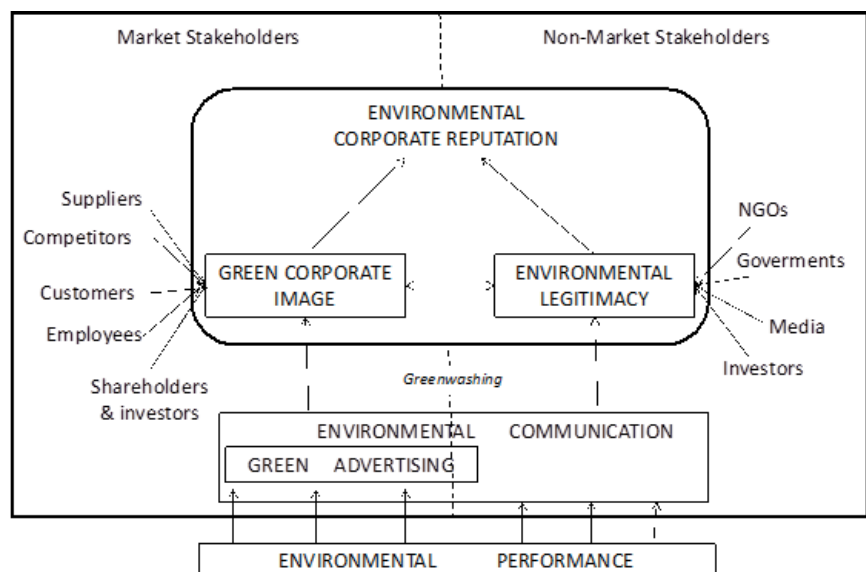 Market Stakeholders
Non-Market Stakeholders
ENVIRONMENTAL
CORPORATE REPUTATION
Suppliers
Competitors
Customers
Employees
Shareholders
& investors
GREEN CORPORATE
IMAGE
ENVIRONMENTAL
LEGITIMACY
NGOs
Goverments
Media
Investors
Greenwashing
ENVIRONMENTAL COMMUNICATION
GREEN ADVERTISING
ENVIRONMENTAL PERFORMANCE